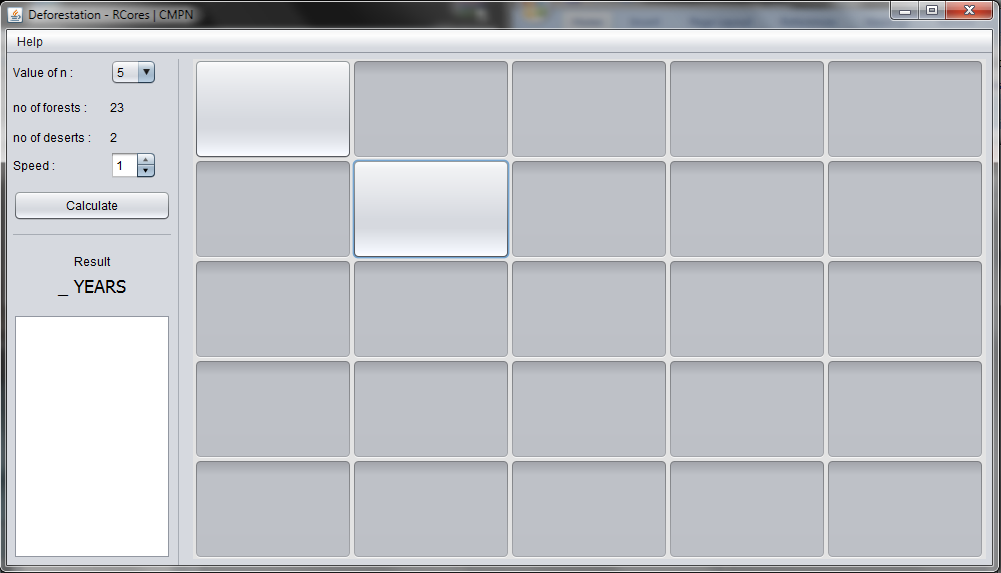 Deforestation - RCores | CMPN
Help
Value of n : 5
no of forests : 23
no of deserts : 2
Speed : 1
Calculate
Result
_ YEARS